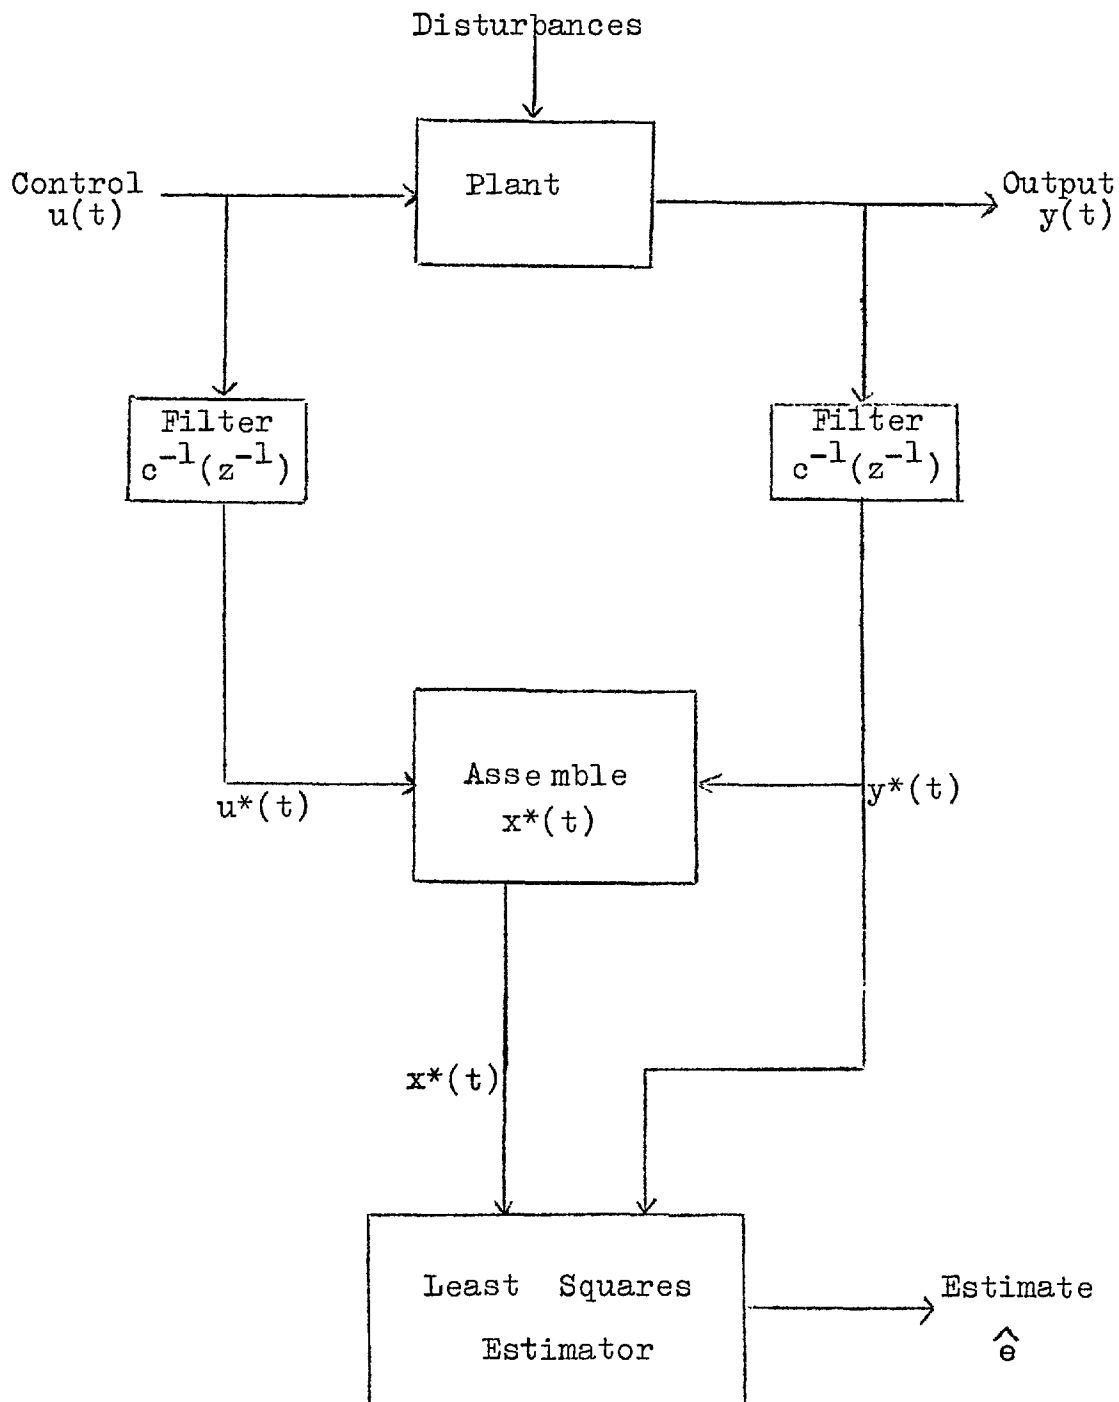 Disturbances
Plant
Control
u(t)
Output
y(t)
Filter
c⁻¹(z⁻¹)
Filter
c⁻¹(z⁻¹)
Assemble
x*(t)
u*(t)
y*(t)
x*(t)
Least Squares
Estimator
Estimate
ê